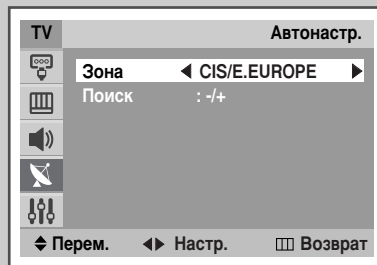 TV Автонастр.
Зона ◀ CIS/E.EUROPE ▶
Поиск : -/+
Перем. Настр. Возврат